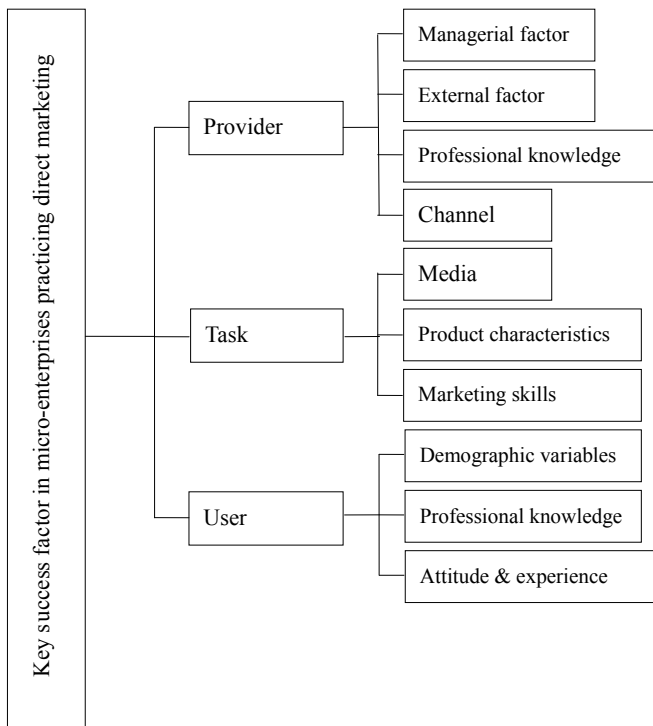 Key success factor in micro-enterprises practicing direct marketing
Provider
Managerial factor
External factor
Professional knowledge
Channel
Task
Media
Product characteristics
Marketing skills
User
Demographic variables
Professional knowledge
Attitude & experience